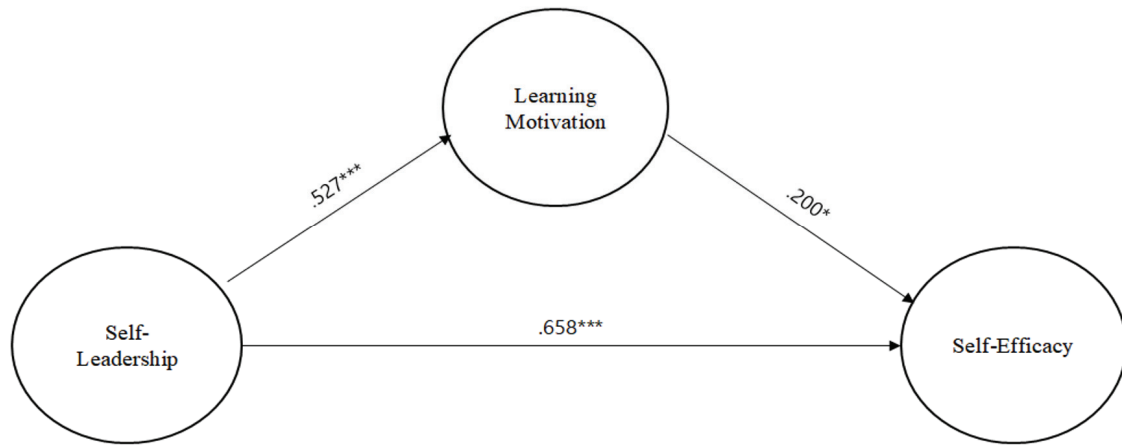 Learning
Motivation
.527***
.200*
.658***
Self-
Leadership
Self-Efficacy